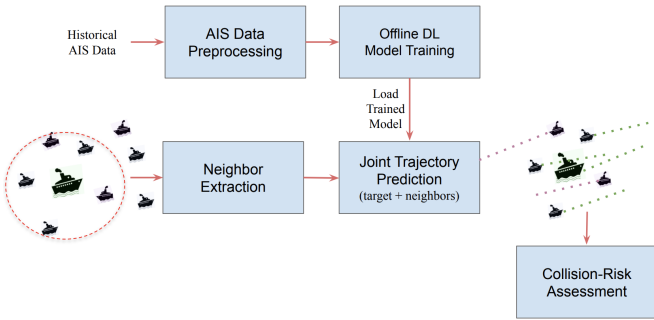 Historical
AIS Data
AIS Data
Preprocessing
Offline DL
Model Training
Load
Trained
Model
Neighbor
Extraction
Joint Trajectory
Prediction
(target + neighbors)
Collision-Risk
Assessment